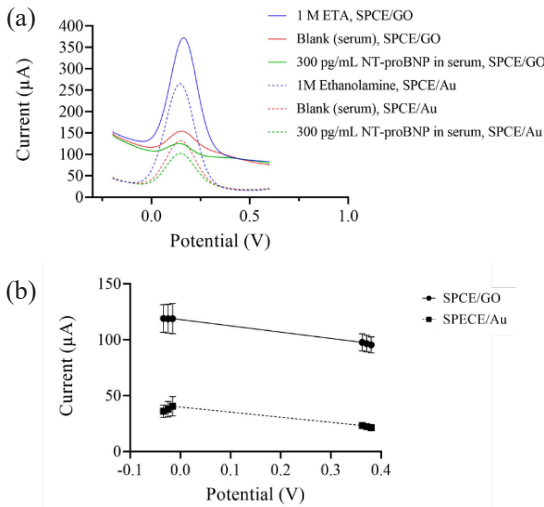 (a)
1 M ETA, SPCE/GO
Blank (serum), SPCE/GO
300 pg/mL NT-proBNP in serum, SPCE/GO
1M Ethanolamine, SPCE/Au
Blank (serum), SPCE/Au
300 pg/mL NT-proBNP in serum, SPCE/Au
Current (µA)
400
350
300
250
200
150
100
50
0
0.0
0.5
1.0
Potential (V)
(b)
SPCE/GO
SPECE/Au
Current (µA)
150
100
50
0
-0.1
0.0
0.1
0.2
0.3
0.4
Potential (V)